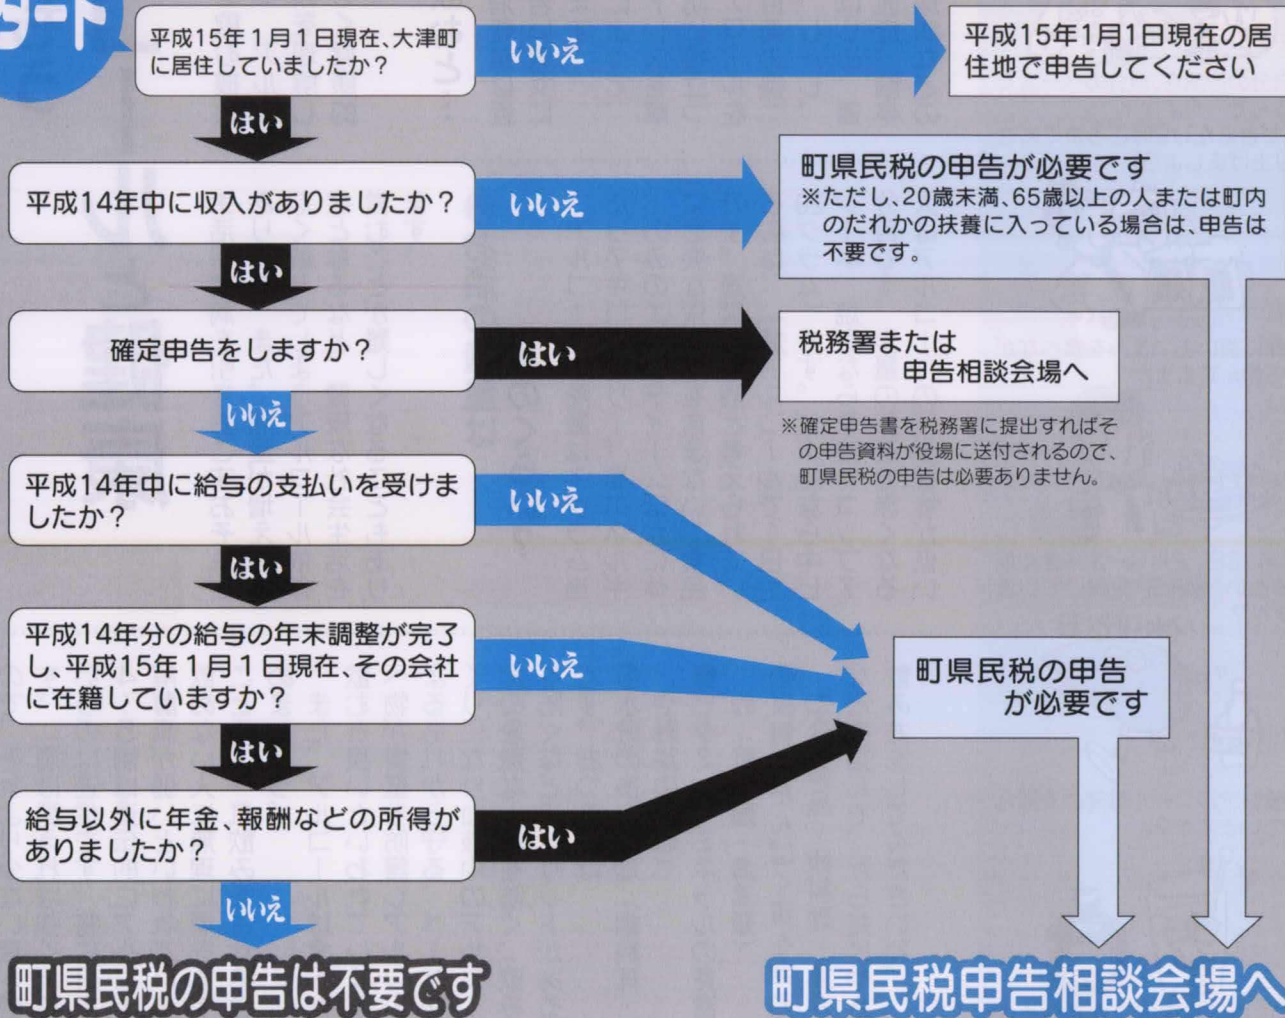 タート
平成15年1月1日現在、大津町
に居住していましたか？
いいえ
平成15年1月1日現在の居
住地で申告してください
はい
平成14年中に収入がありましたか？
いいえ
町県民税の申告が必要です
※ただし、20歳未満、65歳以上の人または町内
のだれかの扶養に入っている場合は、申告は
不要です。
はい
確定申告をしますか？
はい
税務署または
申告相談会場へ
※確定申告書を税務署に提出すればそ
の申告資料が役場に送付されるので、
町県民税の申告は必要ありません。
いいえ
平成14年中に給与の支払いを受けま
したか？
いいえ
はい
平成14年分の給与の年末調整が完了
し、平成15年1月1日現在、その会社
に在籍していますか？
いいえ
町県民税の申告
が必要です
はい
給与以外に年金、報酬などの所得が
ありましたか？
はい
いいえ
町県民税の申告は不要です
町県民税申告相談会場へ